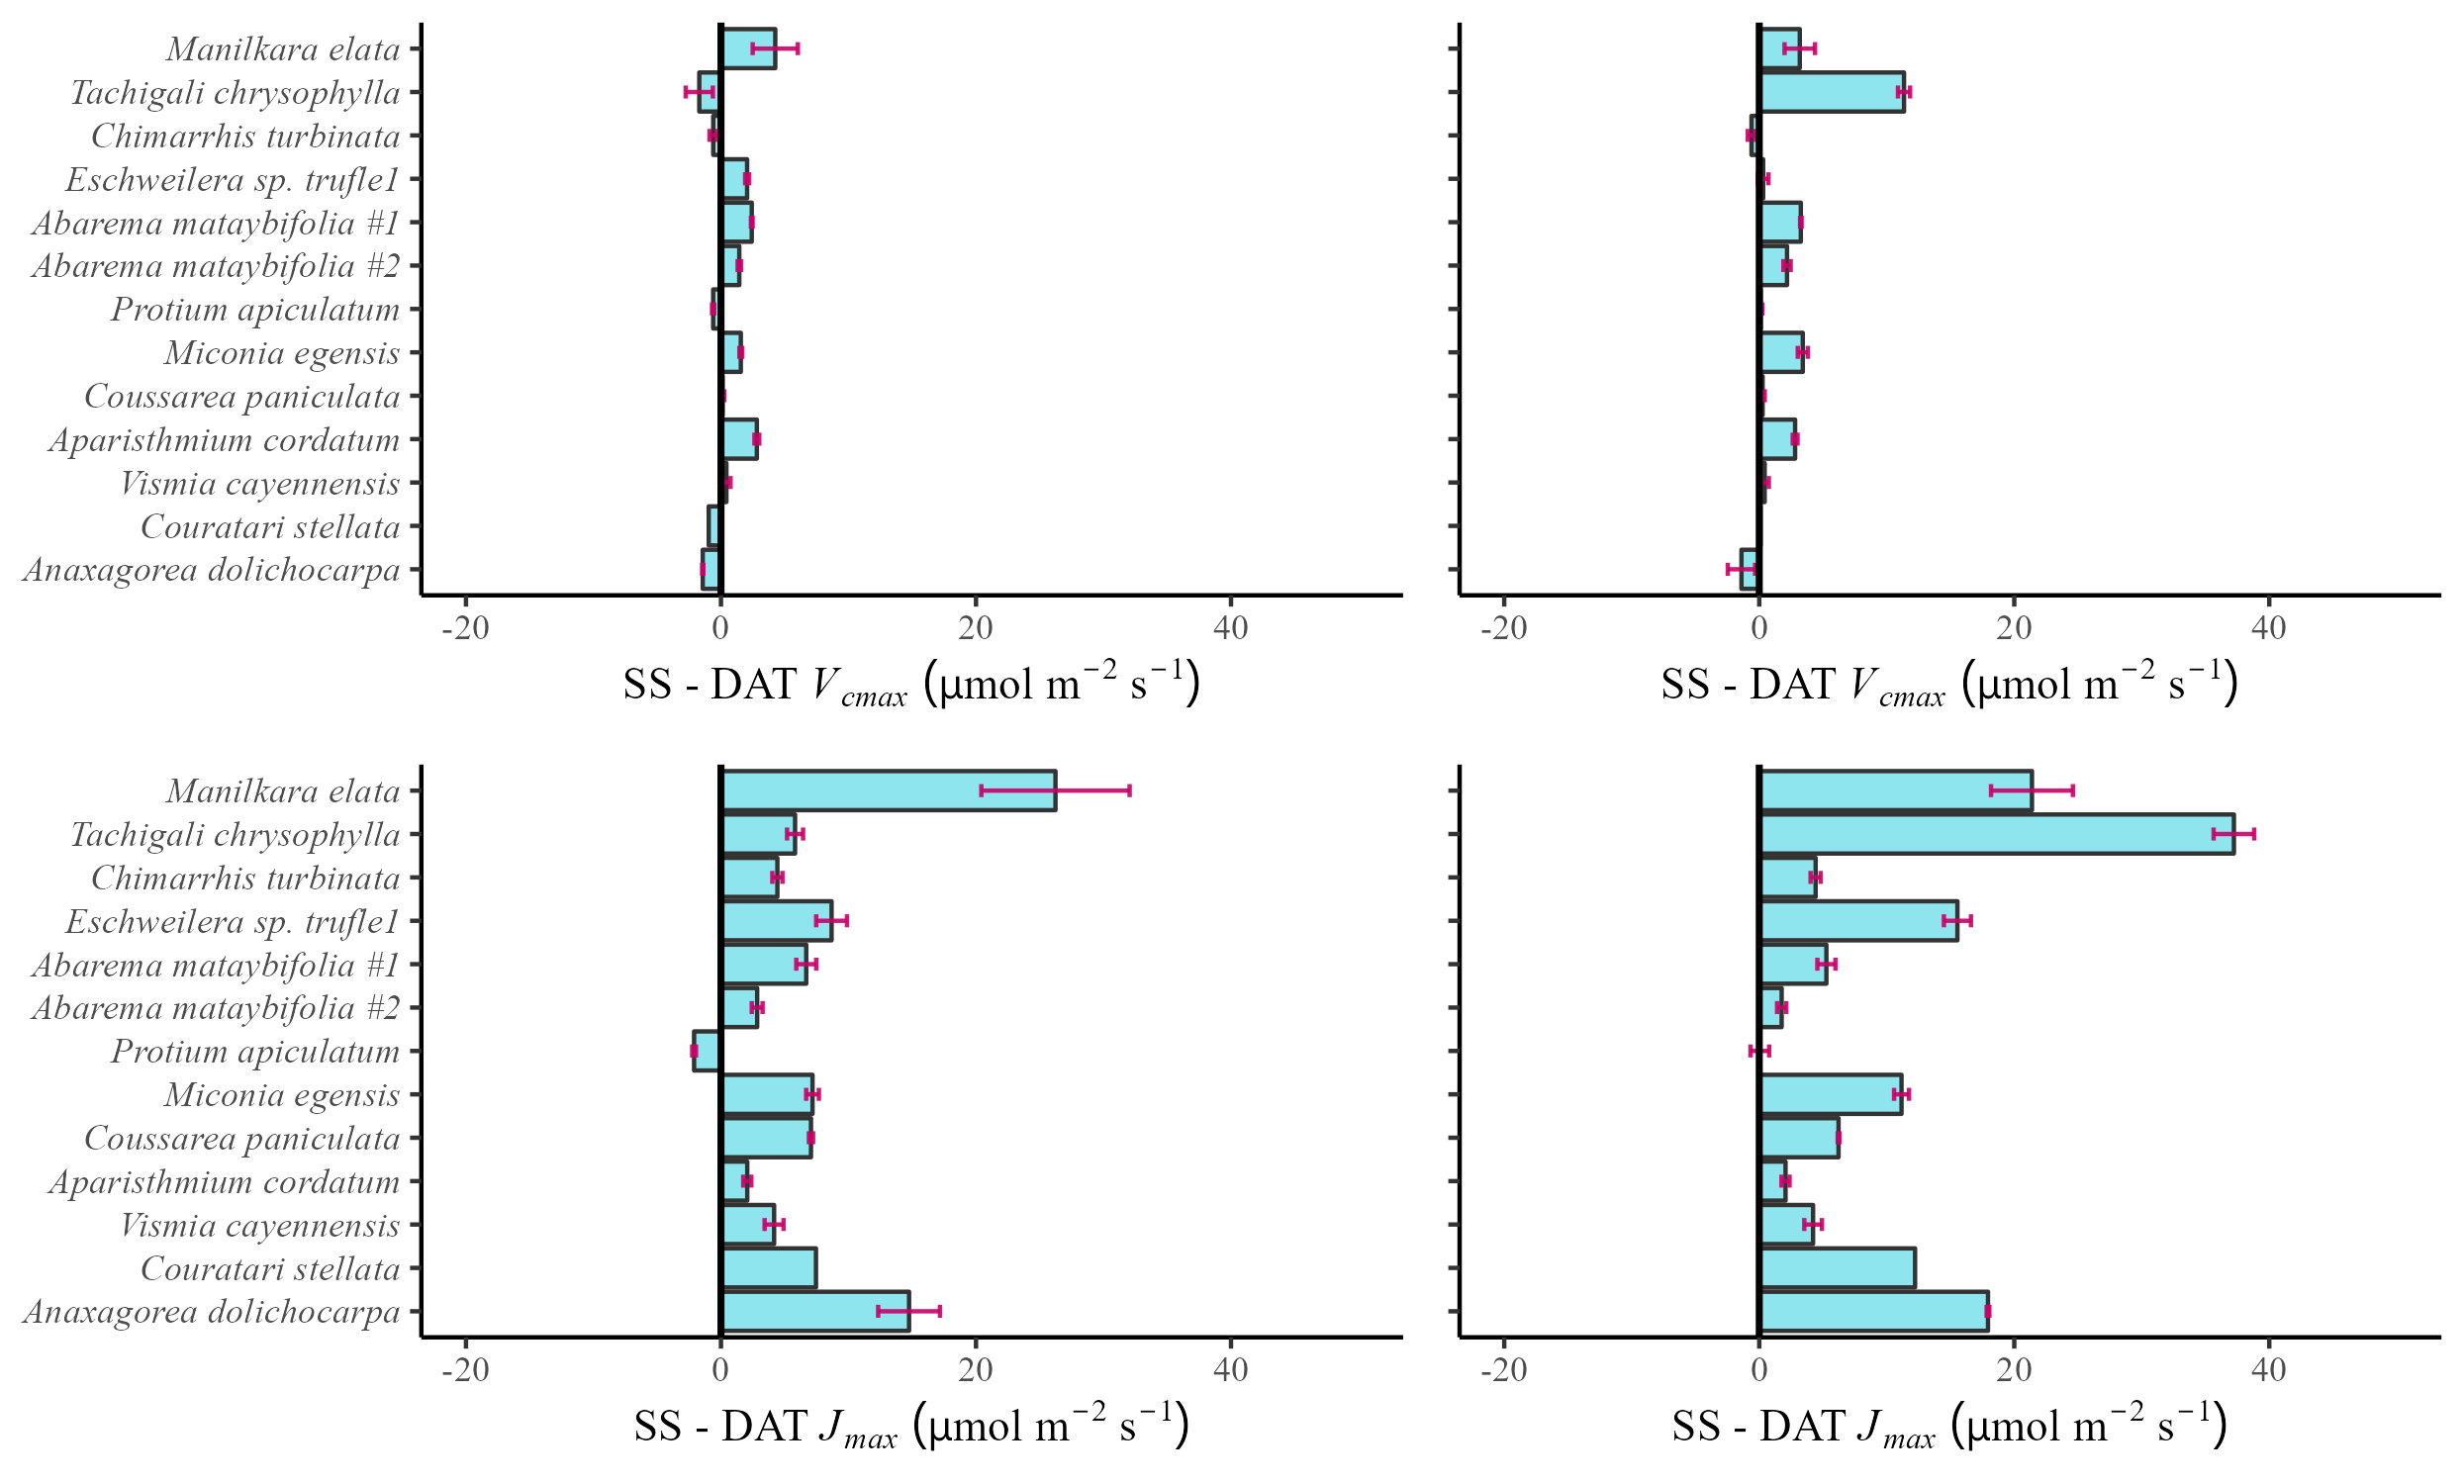 Manilkara elata
Tachigali chrysophylla
Chimarrhis turbinata
Eschweilera sp. trufle1
Abarema mataybifolia #1
Abarema mataybifolia #2
Protium apiculatum
Miconia egensis
Coussarea paniculata
Aparisthmium cordatum
Vismia cayennensis
Couratari stellata
Anaxagorea dolichocarpa
-20 0 20 40
SS - DAT Vcmax (μmol m⁻² s⁻¹)
-20 0 20 40
SS - DAT Vcmax (μmol m⁻² s⁻¹)
Manilkara elata
Tachigali chrysophylla
Chimarrhis turbinata
Eschweilera sp. trufle1
Abarema mataybifolia #1
Abarema mataybifolia #2
Protium apiculatum
Miconia egensis
Coussarea paniculata
Aparisthmium cordatum
Vismia cayennensis
Couratari stellata
Anaxagorea dolichocarpa
-20 0 20 40
SS - DAT Jmax (μmol m⁻² s⁻¹)
-20 0 20 40
SS - DAT Jmax (μmol m⁻² s⁻¹)